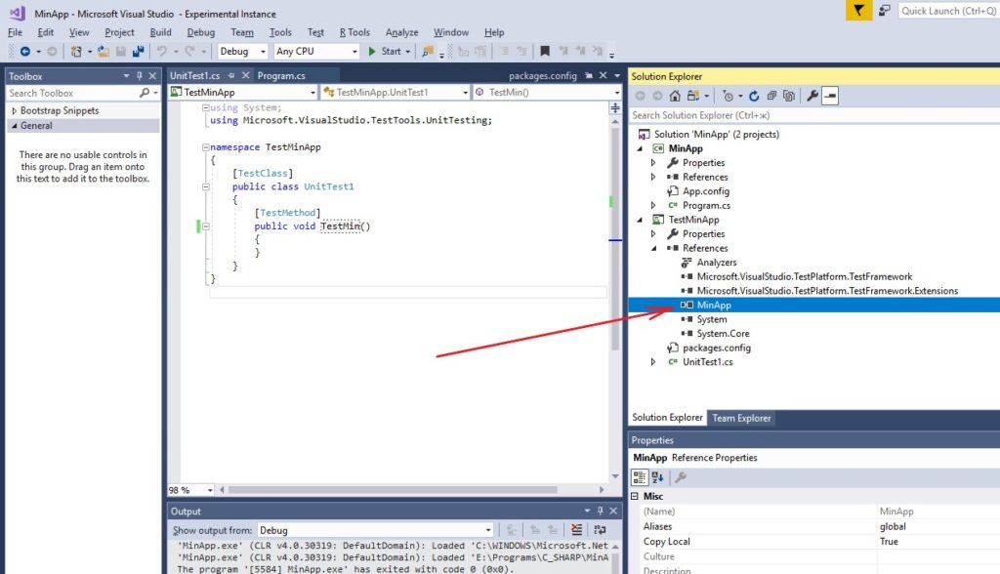 MinApp - Microsoft Visual Studio - Experimental Instance
Quick Launch (Ctrl+Q)
File Edit View Project Build Debug Team Tools Test R Tools Analyze Window Help
Debug Any CPU Start
Toolbox
Search Toolbox
Bootstrap Snippets
General
There are no usable controls in
this group. Drag an item onto
this text to add it to the toolbox.
UnitTest1.cs Program.cs packages.config
TestMinApp TestMinApp.UnitTest1 TestMin()
using System;
using Microsoft.VisualStudio.TestTools.UnitTesting;
namespace TestMinApp
{
[TestClass]
public class UnitTest1
{
[TestMethod]
public void TestMin()
{
}
}
}
98 %
Output
Show output from: Debug
'MinApp.exe' (CLR v4.0.30319: DefaultDomain): Loaded 'C:\WINDOWS\Microsoft.Net
'MinApp.exe' (CLR v4.0.30319: DefaultDomain): Loaded 'E:\Programs\C_SHARP\MinA
The program '[5584] MinApp.exe' has exited with code 0 (0x0).
Solution Explorer
Search Solution Explorer (Ctrl+ж)
Solution 'MinApp' (2 projects)
MinApp
Properties
References
App.config
Program.cs
TestMinApp
Properties
References
Analyzers
Microsoft.VisualStudio.TestPlatform.TestFramework
Microsoft.VisualStudio.TestPlatform.TestFramework.Extensions
MinApp
System
System.Core
packages.config
UnitTest1.cs
Solution Explorer Team Explorer
Properties
MinApp Reference Properties
Misc
(Name) MinApp
Aliases global
Copy Local True
Culture
Description